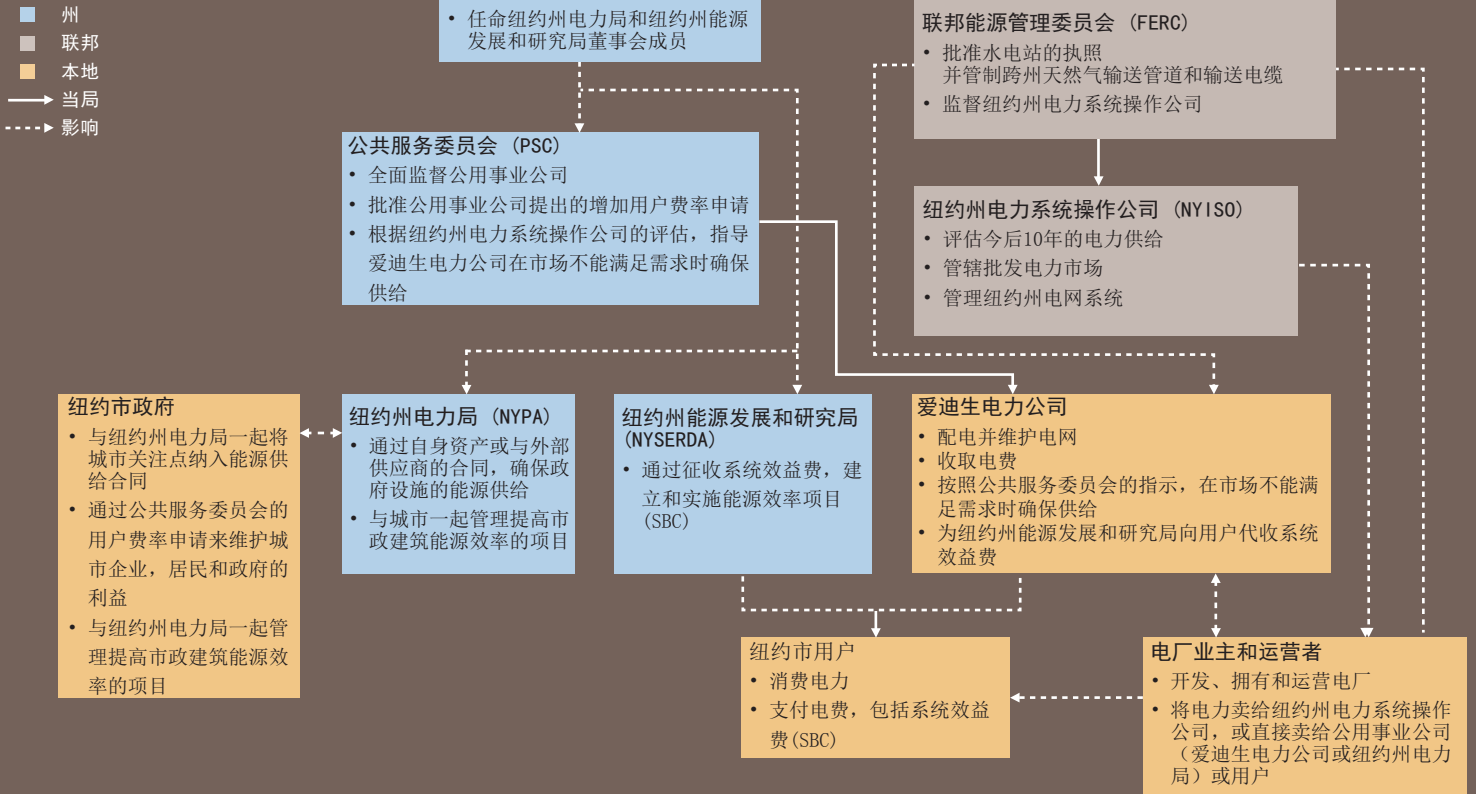 州
联邦
本地
当局
影响
• 任命纽约州电力局和纽约州能源
发展和研究局董事会成员
联邦能源管理委员会 (FERC)
• 批准水电站的执照
并管制跨州天然气输送管道和输送电缆
• 监督纽约州电力系统操作公司
公共服务委员会 (PSC)
• 全面监督公用事业公司
• 批准公用事业公司提出的增加用户费率申请
• 根据纽约州电力系统操作公司的评估，指导
爱迪生电力公司在市场不能满足需求时确保
供给
纽约州电力系统操作公司 (NYISO)
• 评估今后10年的电力供给
• 管辖批发电力市场
• 管理纽约州电网系统
纽约市政府
• 与纽约州电力局一起将
城市关注点纳入能源供
给合同
• 通过公共服务委员会的
用户费率申请来维护城
市企业，居民和政府的
利益
• 与纽约州电力局一起管
理提高市政建筑能源效
率的项目
纽约州电力局 (NYPA)
• 通过自身资产或与外部
供应商的合同，确保政
府设施的能源供给
• 与城市一起管理提高市
政建筑能源效率的项目
纽约州能源发展和研究局
(NYSERDA)
• 通过征收系统效益费，建
立和实施能源效率项目
(SBC)
爱迪生电力公司
• 配电并维护电网
• 收取电费
• 按照公共服务委员会的指示，在市场不能满
足需求时确保供给
• 为纽约州能源发展和研究局向用户代收系统
效益费
纽约市用户
• 消费电力
• 支付电费，包括系统效益
费(SBC)
电厂业主和运营者
• 开发、拥有和运营电厂
• 将电力卖给纽约州电力系统操作
公司，或直接卖给公用事业公司
（爱迪生电力公司或纽约州电力
局）或用户